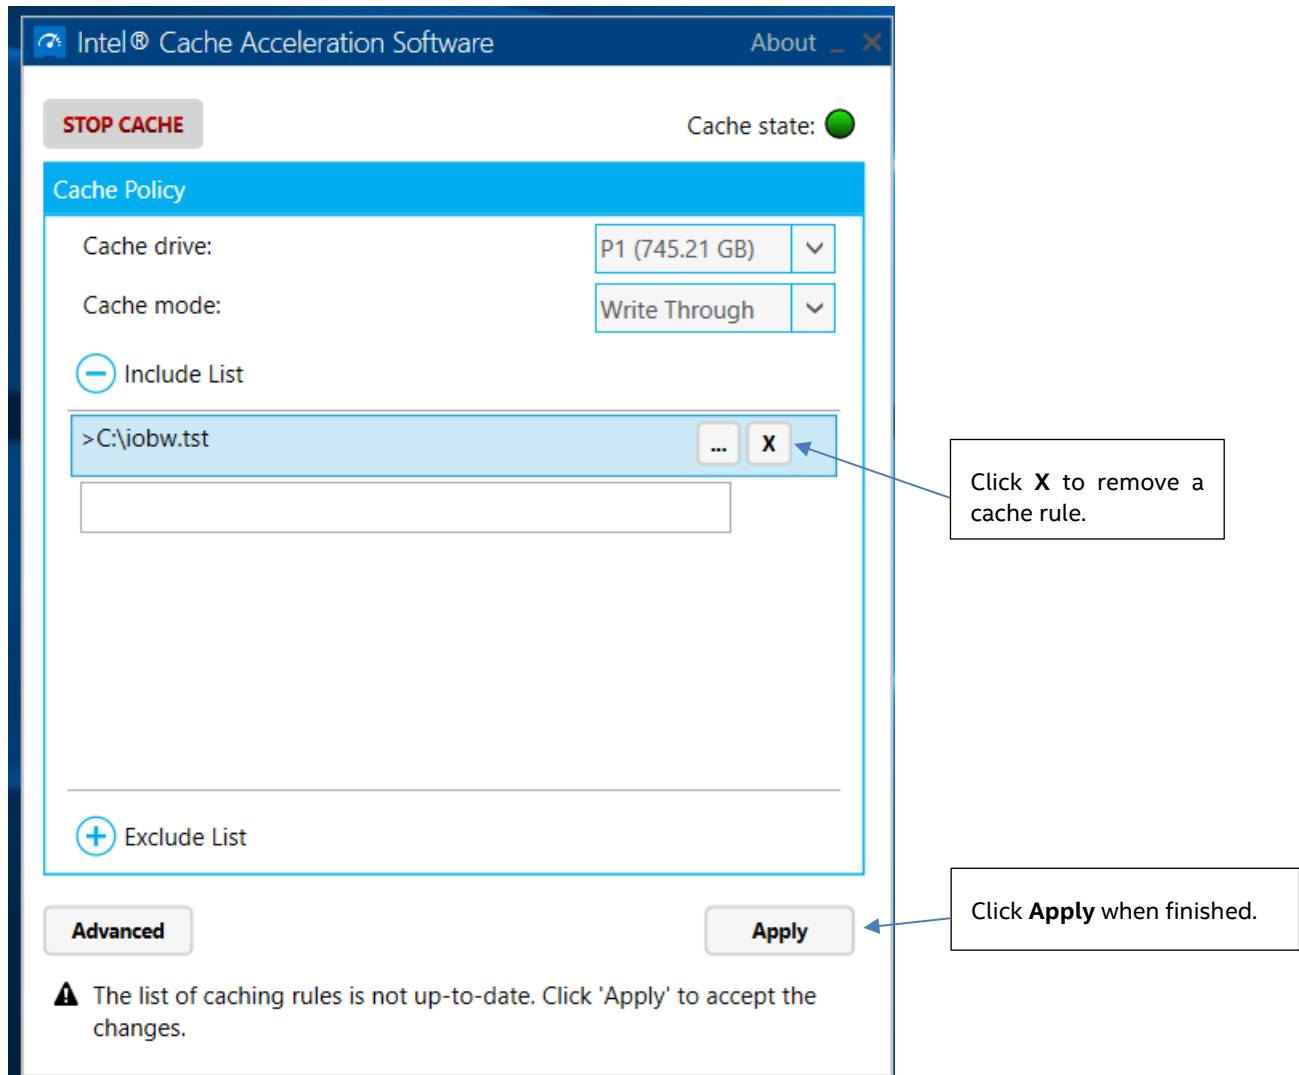 Intel® Cache Acceleration Software About
STOP CACHE Cache state:
Cache Policy
Cache drive: P1 (745.21 GB)
Cache mode: Write Through
Include List
>C:\iobw.tst ... X
Click X to remove a
cache rule.
Exclude List
Advanced Apply
Click Apply when finished.
The list of caching rules is not up-to-date. Click 'Apply' to accept the
changes.